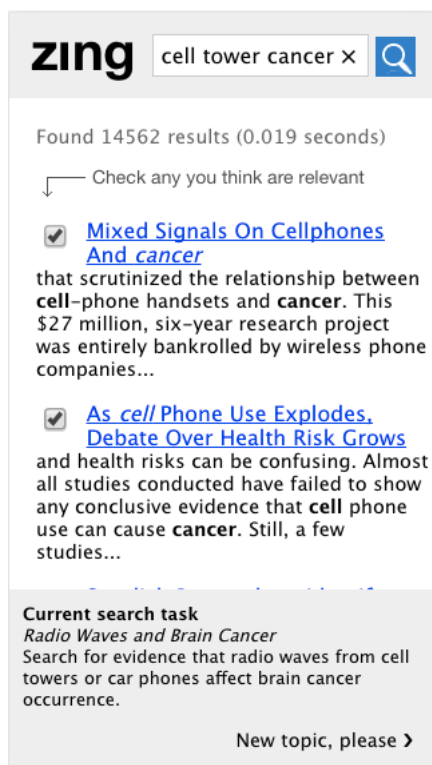 zıng
cell tower cancer ×
Found 14562 results (0.019 seconds)
Check any you think are relevant
Mixed Signals On Cellphones
And cancer
that scrutinized the relationship between
cell-phone handsets and cancer. This
$27 million, six-year research project
was entirely bankrolled by wireless phone
companies...
As cell Phone Use Explodes,
Debate Over Health Risk Grows
and health risks can be confusing. Almost
all studies conducted have failed to show
any conclusive evidence that cell phone
use can cause cancer. Still, a few
studies...
Current search task
Radio Waves and Brain Cancer
Search for evidence that radio waves from cell
towers or car phones affect brain cancer
occurrence.
New topic, please ❯